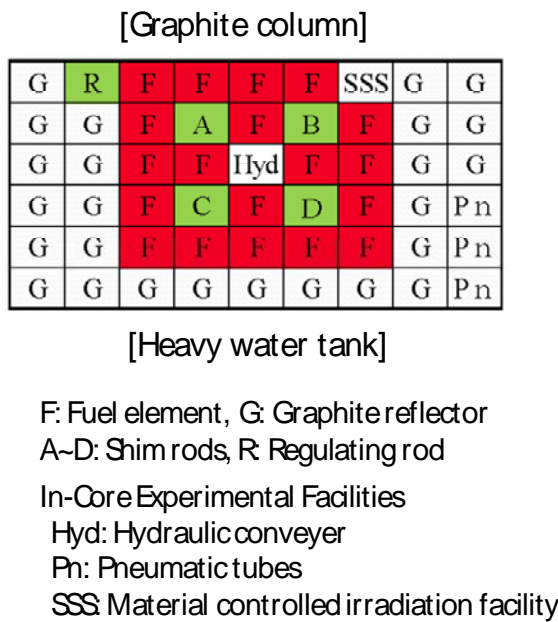 [Graphite column]
G R F F F F SSS G G
G G F A F B F G G
G G F F Hyd F F G G
G G F C F D F G Pn
G G F F F F F G Pn
G G G G G G G G Pn
[Heavy water tank]
F: Fuel element, G: Graphite reflector
A~D: Shim rods, R: Regulating rod
In-Core Experimental Facilities
Hyd: Hydraulic conveyer
Pn: Pneumatic tubes
SSS: Material controlled irradiation facility